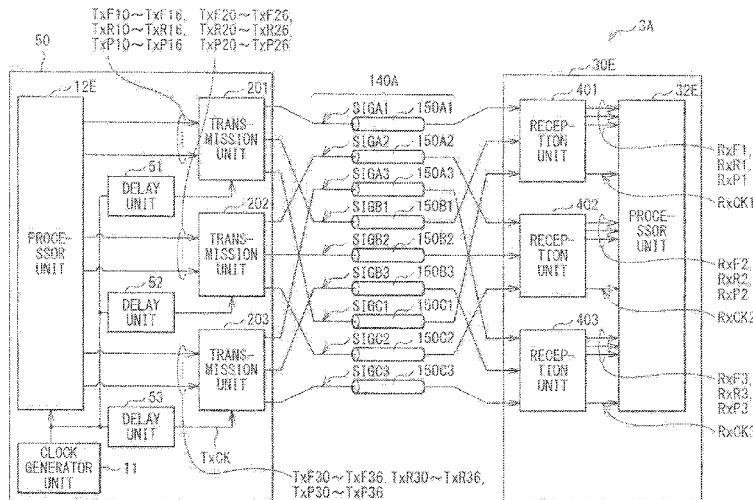 TxF10~TxF16, TxF20~TxF26,
TxR10~TxR16, TxR20~TxR26,
TxP10~TxP16 TxP20~TxP26
3A
50
12E
201
140A
30E
401
32E
SIGA1 150A1
TRANS-
MISSION
UNIT
RECEP-
TION
UNIT
SIGA2 150A2
51
DELAY
UNIT
SIGA3 150A3
RxF1,
RxR1,
RxP1
202
SIGB1 150B1
402
RxCK1
PROCES-
SOR
UNIT
TRANS-
MISSION
UNIT
SIGB2 150B2
RECEP-
TION
UNIT
PROCES-
SOR
UNIT
SIGB3 150B3
RxF2,
RxR2,
RxP2
52
DELAY
UNIT
SIGC1 150C1
RxCK2
203
SIGC2 150C2
403
TRANS-
MISSION
UNIT
SIGC3 150C3
RECEP-
TION
UNIT
53
DELAY
UNIT
RxF3,
RxR3,
RxP3
TxCK
RxCK3
CLOCK
GENERATOR
UNIT
11
TxF30~TxF36, TxR30~TxR36,
TxP30~TxP36